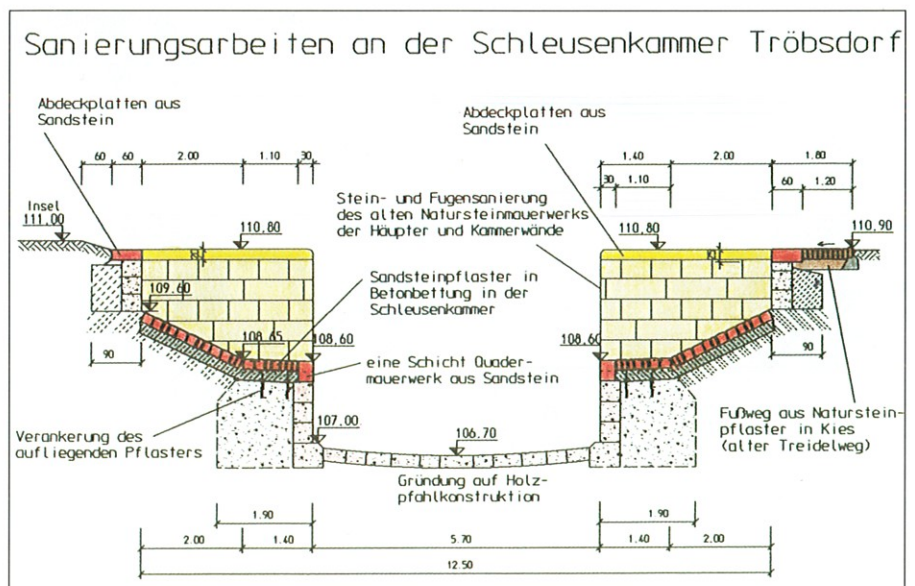 Sanierungsarbeiten an der Schleusenkammer Tröbsdorf
Abdeckplatten aus
Sandstein
Abdeckplatten aus
Sandstein
60 60 2.00 1.10 30
1.40 2.00 1.80
30 1.10 60 1.20
Insel
111,00
110,80
Stein- und Fugensanierung
des alten Natursteinmauerwerks
der Häupter und Kammerwände
110,80
110,90
109.60
Sandsteinpflaster in
Betonbettung in der
Schleusenkammer
108,65
108,60
108,60
90
90
eine Schicht Quader-
mauerwerk aus Sandstein
107.00
106.70
Verankerung des
aufliegenden Pflasters
Fußweg aus Naturstein-
pflaster in Kies
(alter Treidelweg)
Gründung auf Holz-
pfahlkonstruktion
1.90
1.90
2.00 1.40 5.70 1.40 2.00
12.50